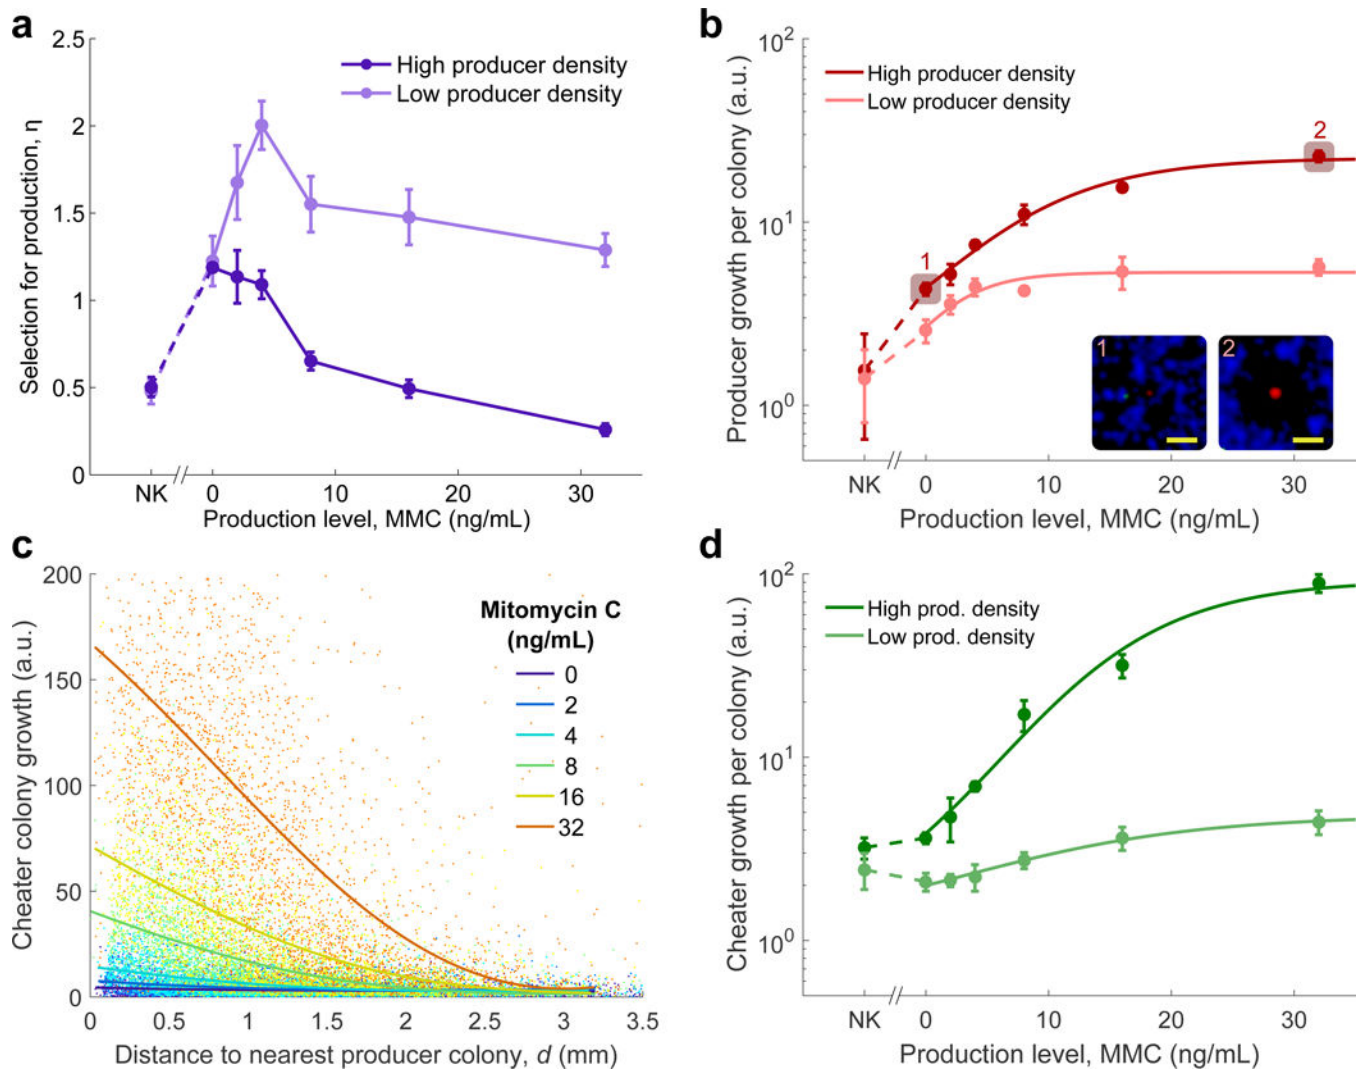 a
2.5
2
1.5
1
0.5
0
Selection for production, η
High producer density
Low producer density
NK
0
10
20
30
Production level, MMC (ng/mL)
b
10²
10¹
10⁰
Producer growth per colony (a.u.)
High producer density
Low producer density
1
2
1
2
NK
0
10
20
30
Production level, MMC (ng/mL)
c
200
150
100
50
0
Cheater colony growth (a.u.)
Mitomycin C
(ng/mL)
0
2
4
8
16
32
0
0.5
1
1.5
2
2.5
3
3.5
Distance to nearest producer colony, d (mm)
d
10²
10¹
10⁰
Cheater growth per colony (a.u.)
High prod. density
Low prod. density
NK
0
10
20
30
Production level, MMC (ng/mL)